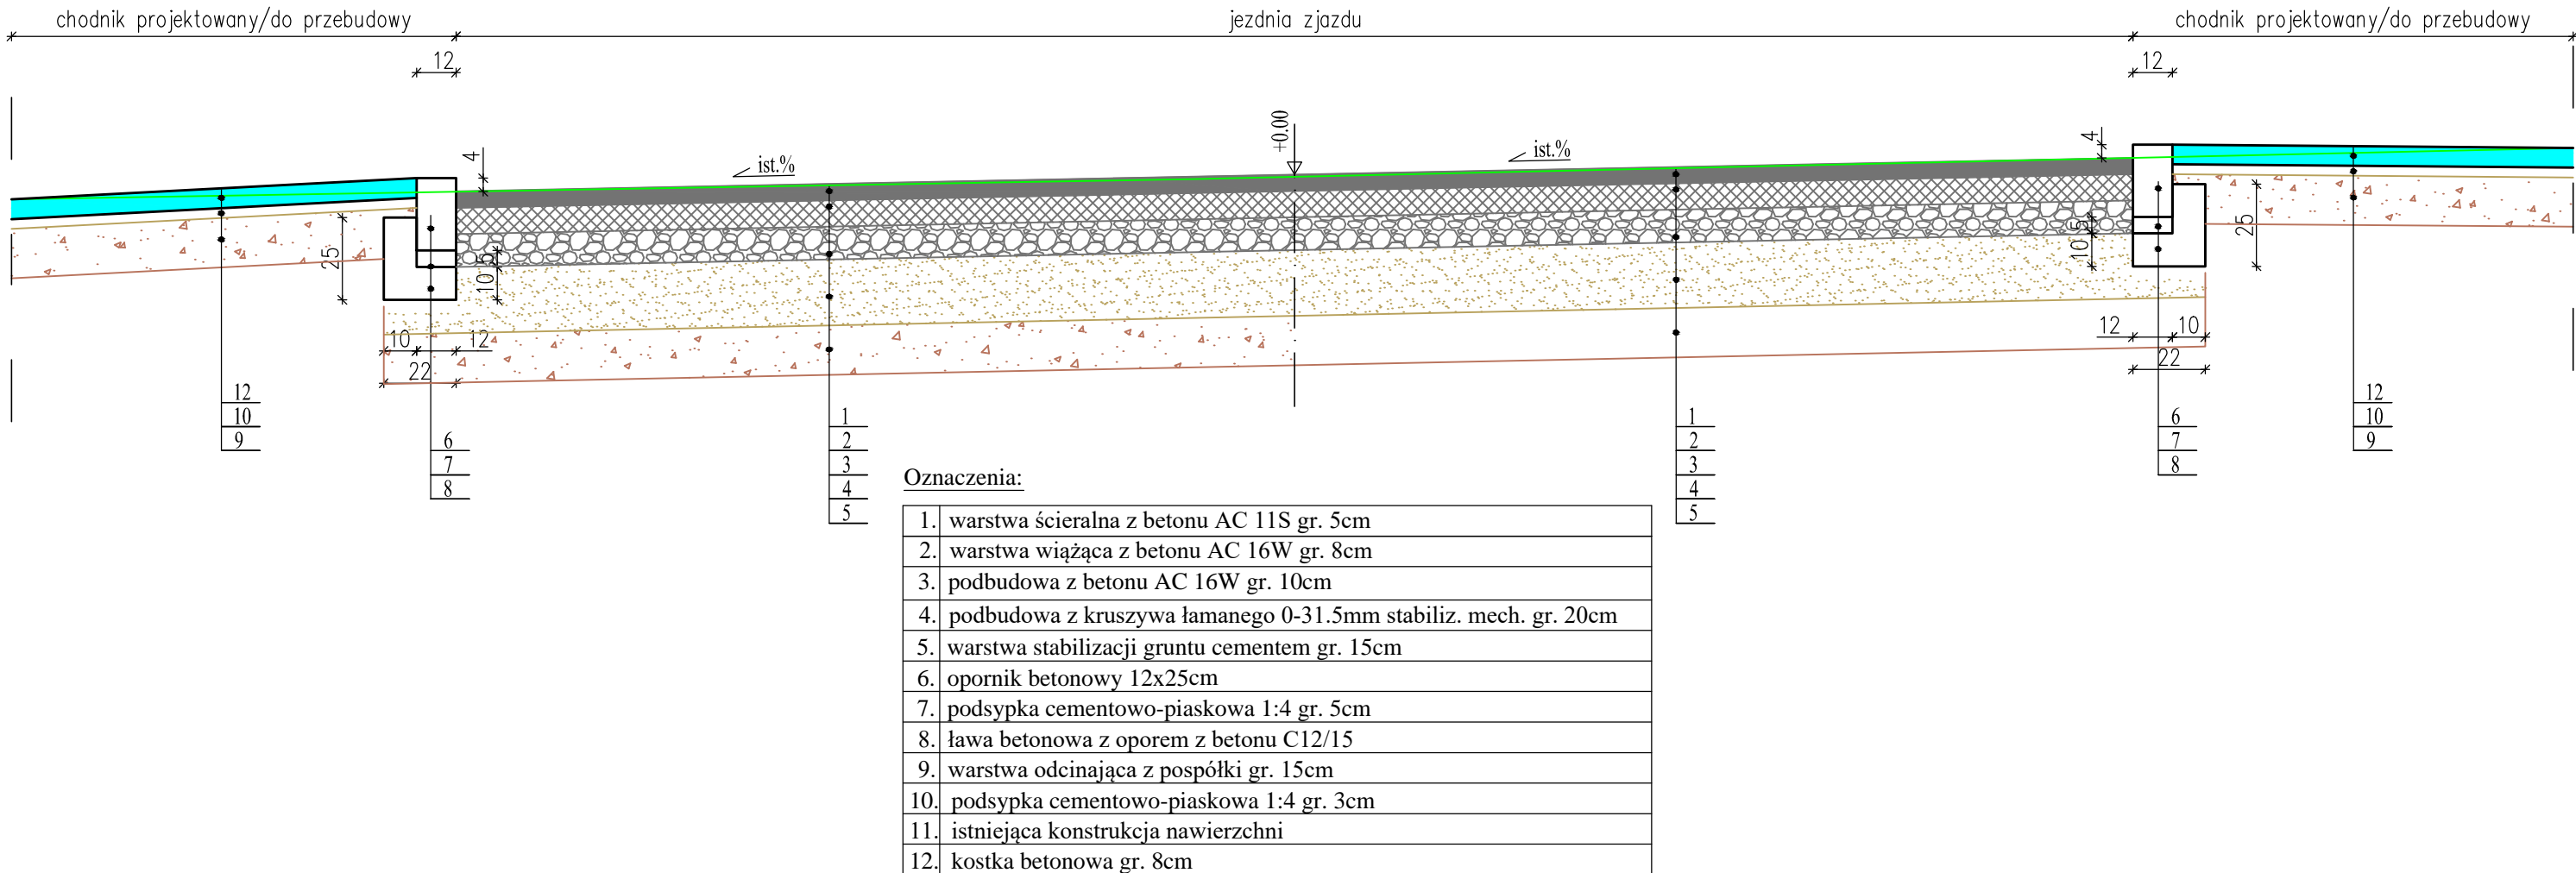 chodnik projektowany/do przebudowy jezdnia zjazdu chodnik projektowany/do przebudowy
12 12
+0.00
4 ist.% ist.% 4
25 10 5 10 5 25
10 12 12 10
22 22
12 12
10 10
9 9
6 6
7 7
8 8
1 1
2 2
3 3
4 4
5 5
Oznaczenia:
1. warstwa ścieralna z betonu AC 11S gr. 5cm
2. warstwa wiążąca z betonu AC 16W gr. 8cm
3. podbudowa z betonu AC 16W gr. 10cm
4. podbudowa z kruszywa łamanego 0-31.5mm stabiliz. mech. gr. 20cm
5. warstwa stabilizacji gruntu cementem gr. 15cm
6. opornik betonowy 12x25cm
7. podsypka cementowo-piaskowa 1:4 gr. 5cm
8. ława betonowa z oporem z betonu C12/15
9. warstwa odcinająca z pospółki gr. 15cm
10. podsypka cementowo-piaskowa 1:4 gr. 3cm
11. istniejąca konstrukcja nawierzchni
12. kostka betonowa gr. 8cm